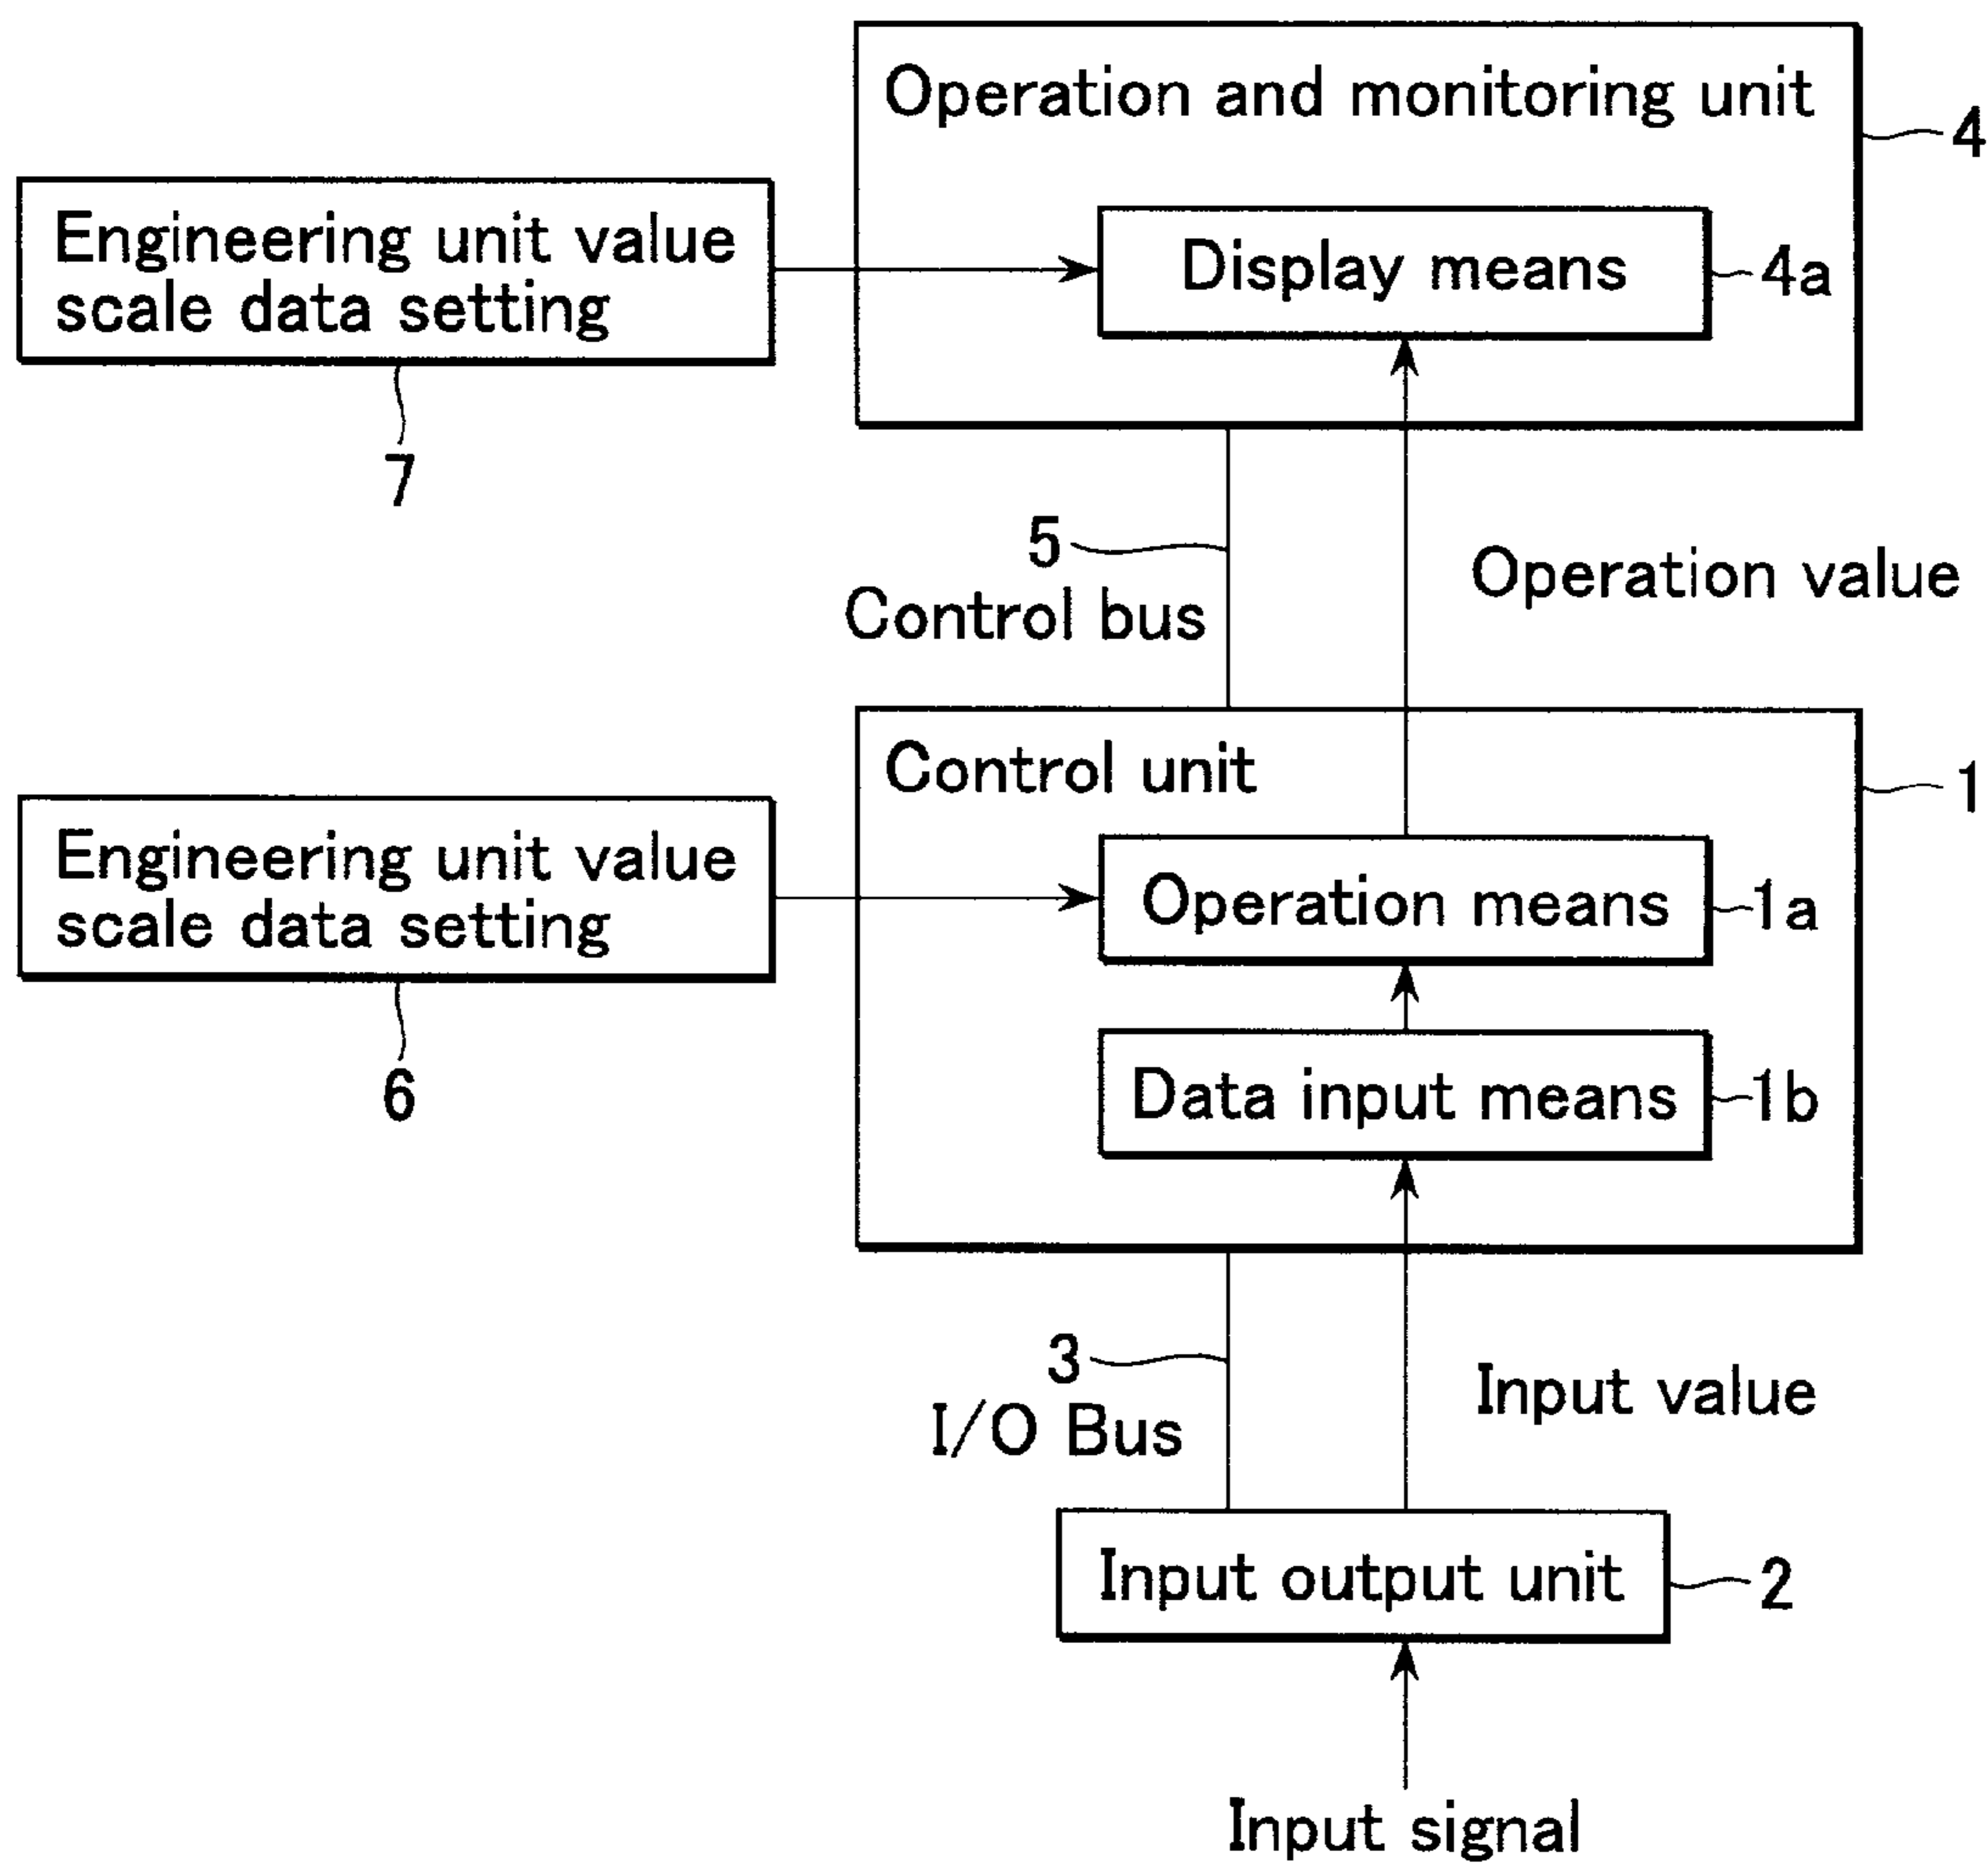 Operation and monitoring unit
4
Engineering unit value
scale data setting
Display means
4a
7
5
Control bus
Operation value
Control unit
1
Engineering unit value
scale data setting
Operation means
1a
6
Data input means
1b
3
I/O Bus
Input value
Input output unit
2
Input signal